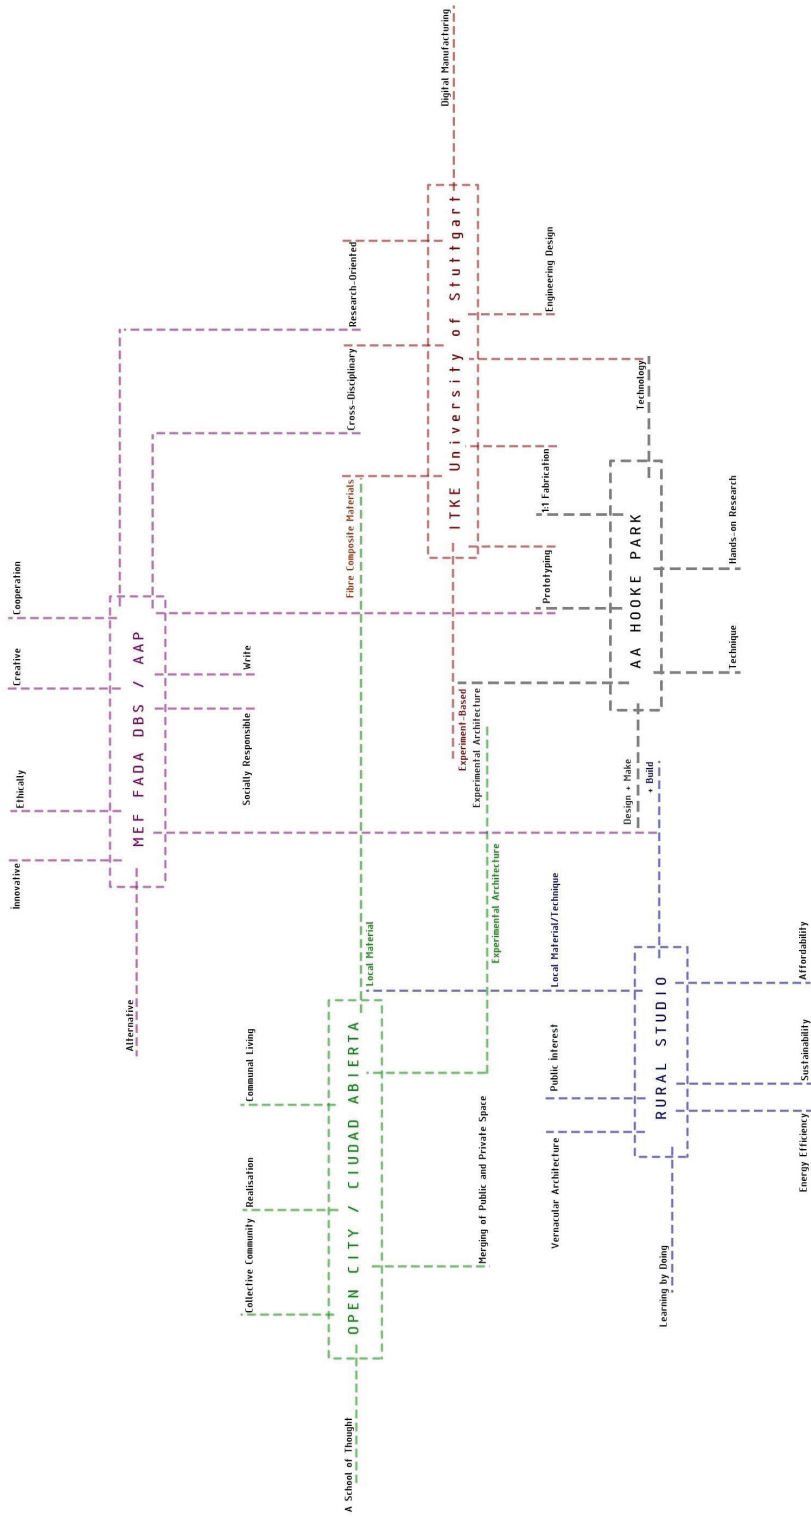 Innovative
Ethically
Creative
Cooperation
Alternative
MEF FADA DBS / AAP
Socially Responsible
Write
Collective Community
Realisation
Communal Living
A School of Thought
OPEN CITY / CIUDAD ABIERTA
Local Material
Fibre Composite Materials
Cross-Disciplinary
Research-Oriented
Experiment-Based
ITKE University of Stuttgart
Digital Manufacturing
Merging of Public and Private Space
Experimental Architecture
Experimental Architecture
Vernacular Architecture
Public interest
Local Material/Technique
Prototyping
1:1 Fabrication
Engineering Design
Design + Make
+ Build
AA HOOKE PARK
Technology
Learning by Doing
RURAL STUDIO
Technique
Hands-on Research
Energy Efficiency
Sustainability
Affordability